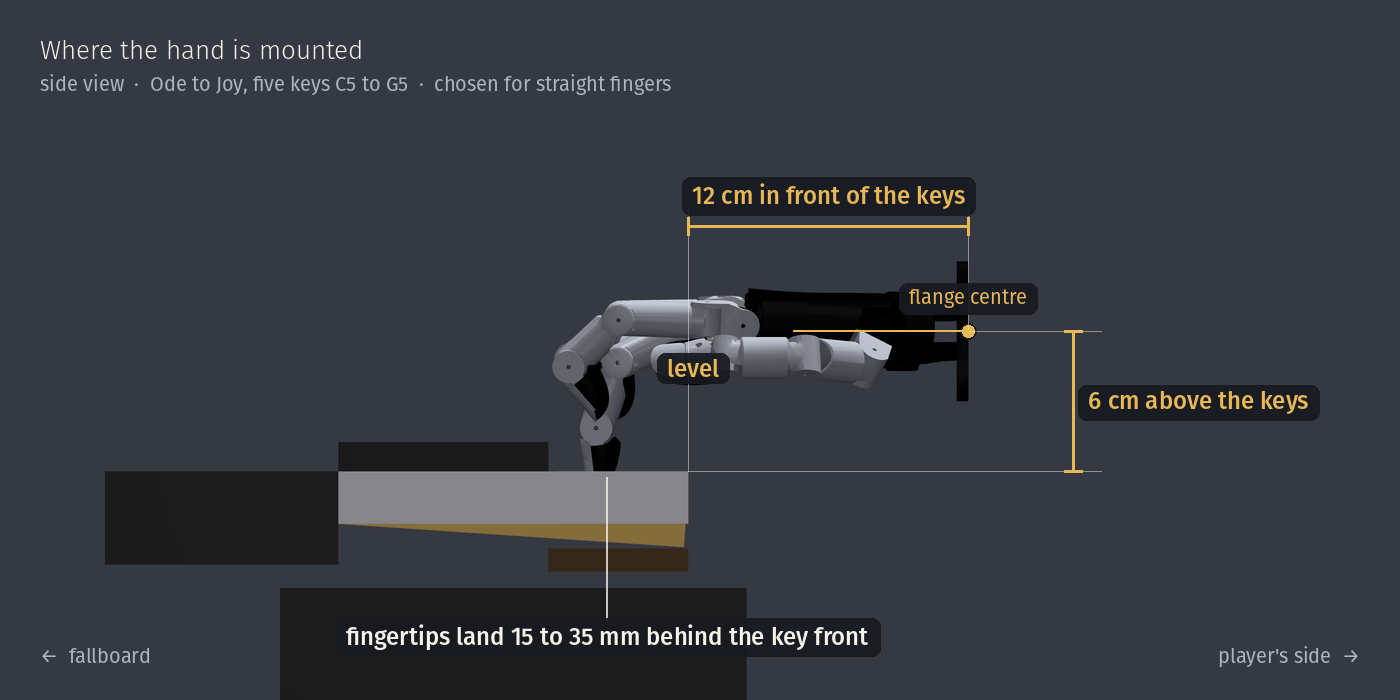 Where the hand is mounted
side view · Ode to Joy, five keys C5 to G5 · chosen for straight fingers
12 cm in front of the keys
flange centre
level
6 cm above the keys
fingertips land 15 to 35 mm behind the key front
← fallboard
player's side →